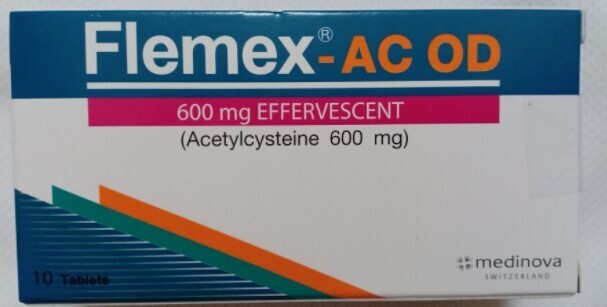 Flemex®-AC OD
600 mg EFFERVESCENT
(Acetylcysteine 600 mg)
10 Tablets
medinova
SWITZERLAND